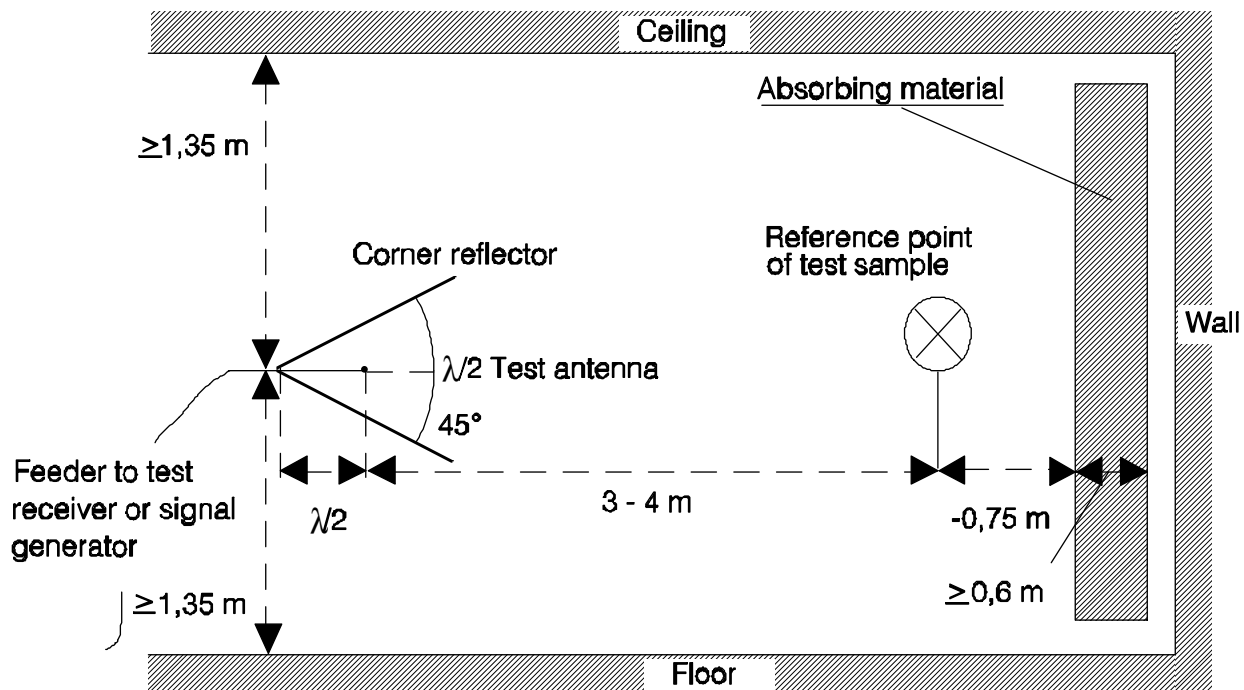 Ceiling
Absorbing material
≥1,35 m
Reference point
of test sample
Corner reflector
Wall
λ/2 Test antenna
45°
Feeder to test
receiver or signal
generator
λ/2
3 - 4 m
-0,75 m
≥0,6 m
≥1,35 m
Floor